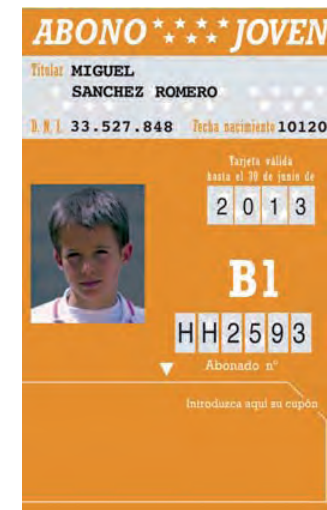 ABONO JOVEN
Titular MIGUEL
SANCHEZ ROMERO
D. N. I. 33.527.848 Fecha nacimiento 10120
Tarjeta válida
hasta el 30 de junio de
2013
B1
HH2593
Abonado nº
Introduzca aquí su cupón